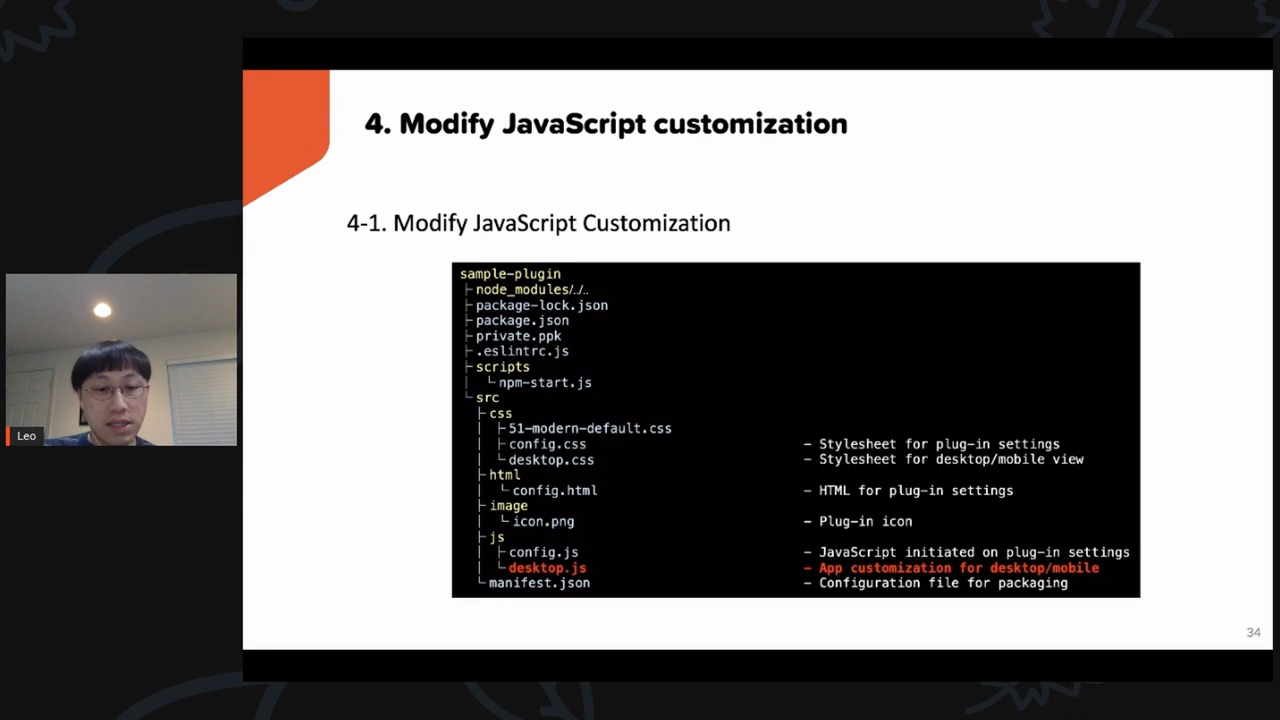 4. Modify JavaScript customization
4-1. Modify JavaScript Customization
sample-plugin
├ node_modules/../..
├ package-lock.json
├ package.json
├ private.ppk
├ .eslintrc.js
├ scripts
│ └ npm-start.js
└ src
├ css
│ ├ 51-modern-default.css
│ ├ config.css – Stylesheet for plug-in settings
│ └ desktop.css – Stylesheet for desktop/mobile view
├ html
│ └ config.html – HTML for plug-in settings
├ image
│ └ icon.png – Plug-in icon
├ js
│ ├ config.js – JavaScript initiated on plug-in settings
│ └ desktop.js – App customization for desktop/mobile
└ manifest.json – Configuration file for packaging
34
Leo